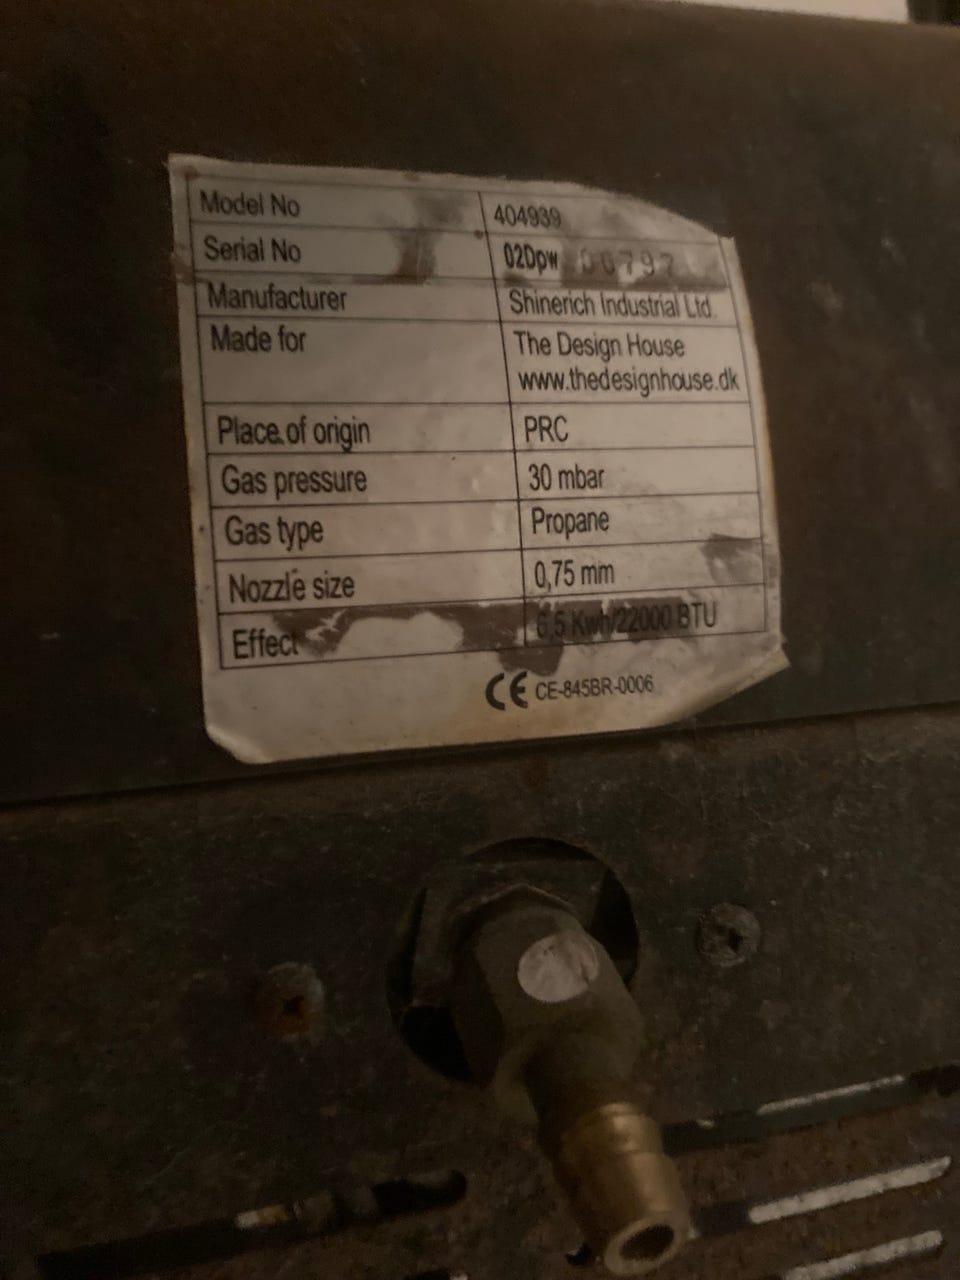 Model No 404939
Serial No 02Dpw 00797
Manufacturer Shinerich Industrial Ltd.
Made for The Design House
www.thedesignhouse.dk
Place of origin PRC
Gas pressure 30 mbar
Gas type Propane
Nozzle size 0,75 mm
Effect 6,5 Kwh/22000 BTU
CE CE-845BR-0006